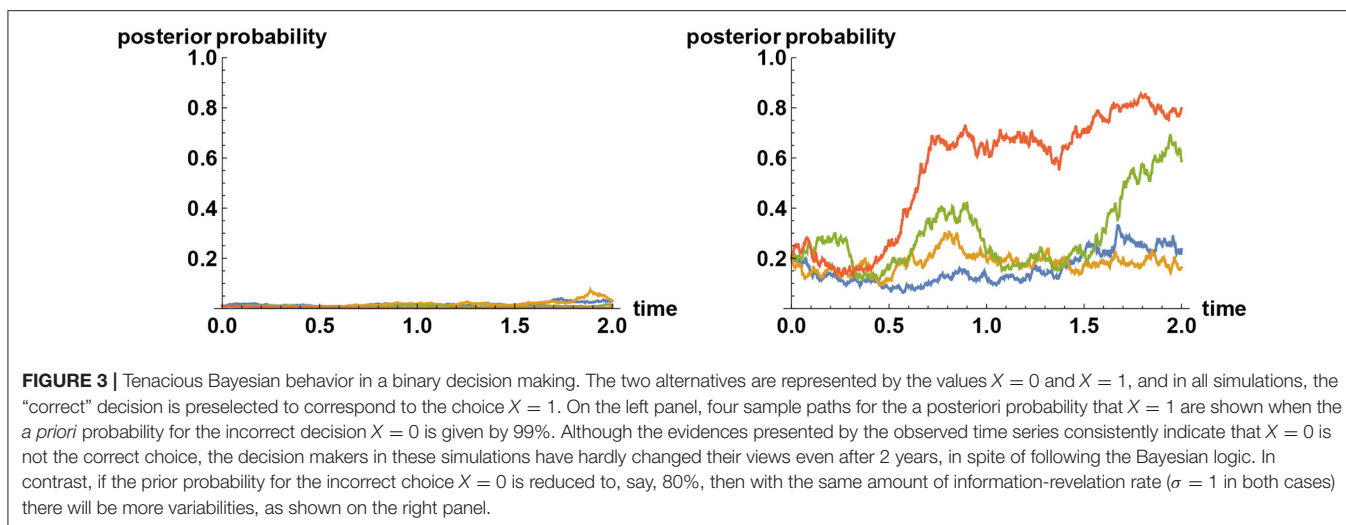 posterior probability
1.0
0.8
0.6
0.4
0.2
0.0 0.5 1.0 1.5 2.0
time
posterior probability
1.0
0.8
0.6
0.4
0.2
0.0 0.5 1.0 1.5 2.0
time
FIGURE 3 | Tenacious Bayesian behavior in a binary decision making. The two alternatives are represented by the values X = 0 and X = 1, and in all simulations, the
“correct” decision is preselected to correspond to the choice X = 1. On the left panel, four sample paths for the a posteriori probability that X = 1 are shown when the
a priori probability for the incorrect decision X = 0 is given by 99%. Although the evidences presented by the observed time series consistently indicate that X = 0 is
not the correct choice, the decision makers in these simulations have hardly changed their views even after 2 years, in spite of following the Bayesian logic. In
contrast, if the prior probability for the incorrect choice X = 0 is reduced to, say, 80%, then with the same amount of information-revelation rate (σ = 1 in both cases)
there will be more variabilities, as shown on the right panel.